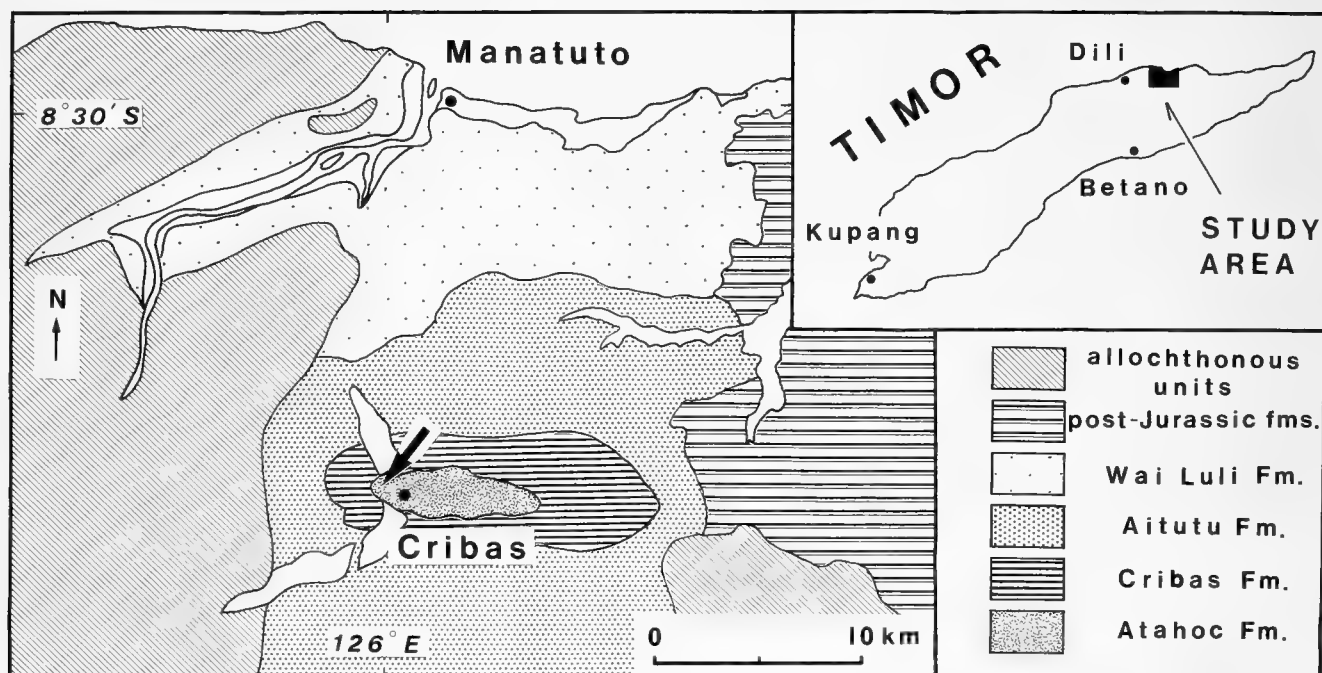 Manatuto
8°30'S
N
Cribas
126°E
0 10 km
TIMOR
Dili
Betano
Kupang
STUDY
AREA
allochthonous
units
post-Jurassic fms.
Wai Luli Fm.
Aitutu Fm.
Cribas Fm.
Atahoc Fm.